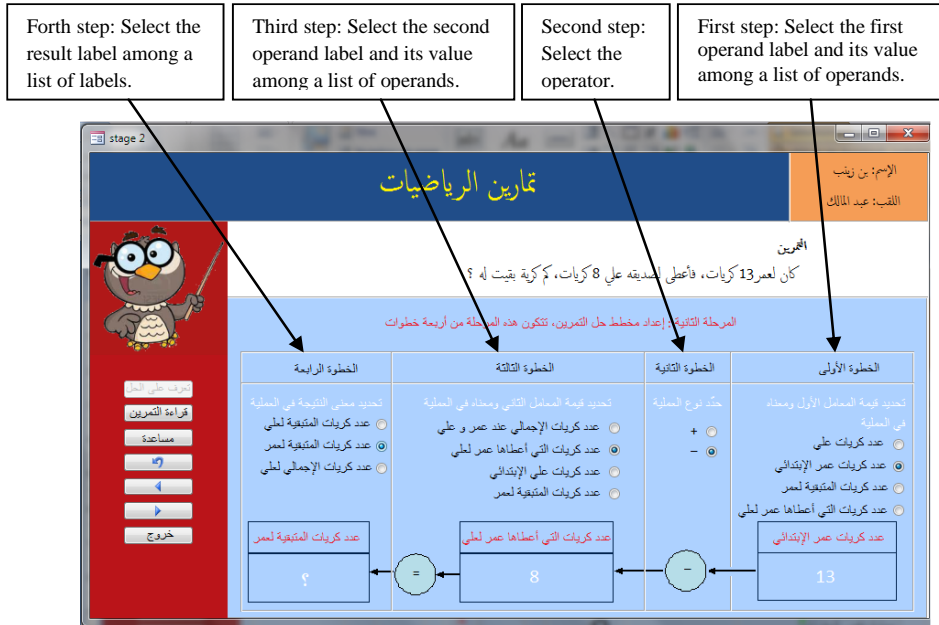 Forth step: Select the
result label among a
list of labels.
Third step: Select the second
operand label and its value
among a list of operands.
Second step:
Select the
operator.
First step: Select the first
operand label and its value
among a list of operands.
stage 2
تمارين الرياضيات
الإسم: بن زينب
اللقب: عبد المالك
التمرين
كان لعمر 13 كريات، فأعطى لصديقه علي 8 كريات، كم كرية بقيت له ؟
المرحلة الثانية : إعداد مخطط حل التمرين، تتكون هذه المرحلة من أربعة خطوات
الخطوة الأولى
تحديد قيمة المعامل الأول ومعناه
في العملية
عدد كريات علي
عدد كريات عمر الإبتدائي
عدد كريات المتبقية لعمر
عدد كريات التي أعطاها عمر لعلي
عدد كريات عمر الإبتدائي
13
الخطوة الثانية
حدّد نوع العملية
+
−
−
الخطوة الثالثة
تحديد قيمة المعامل الثاني ومعناه في العملية
عدد كريات الإجمالي عند عمر و علي
عدد كريات التي أعطاها عمر لعلي
عدد كريات علي الإبتدائي
عدد كريات المتبقية لعمر
عدد كريات التي أعطاها عمر لعلي
8
=
الخطوة الرابعة
تحديد معنى النتيجة في العملية
عدد كريات المتبقية لعلي
عدد كريات المتبقية لعمر
عدد كريات الإجمالي لعلي
عدد كريات المتبقية لعمر
؟
تعرف على الحل
قراءة التمرين
مساعدة
خروج